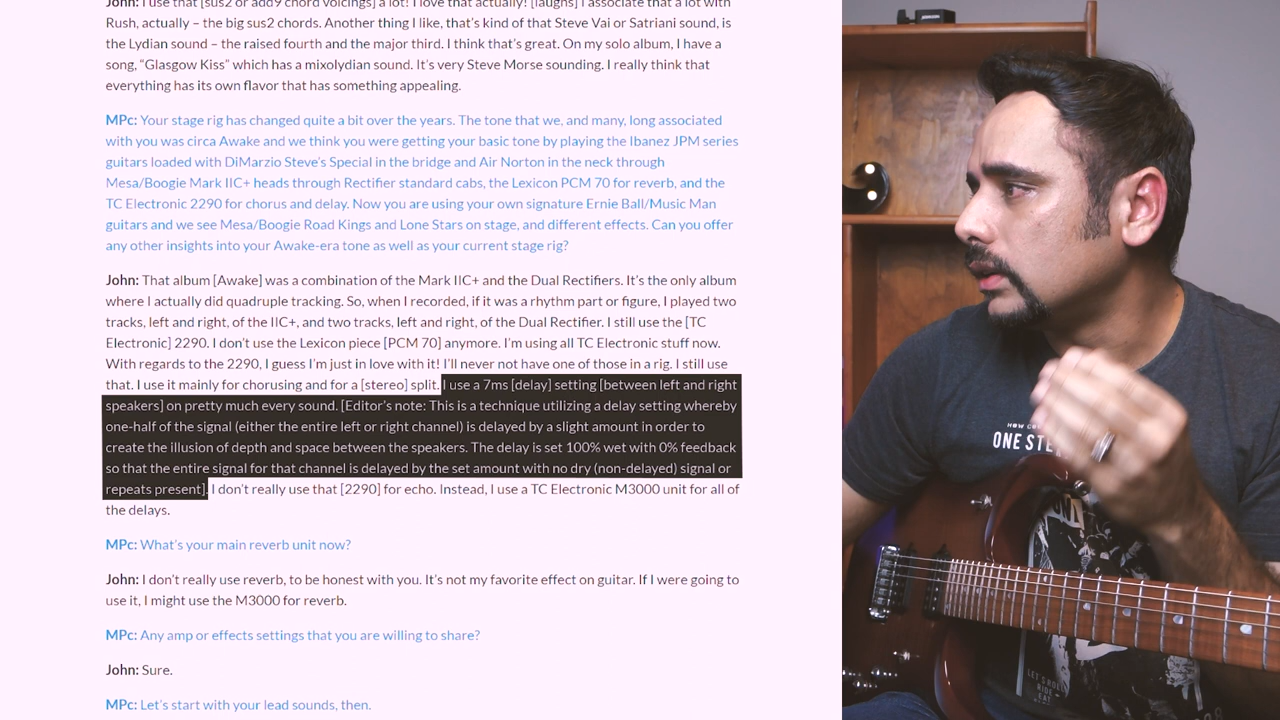 John: I use that [sus2 or add9 chord voicings] a lot! I love that actually! [laughs] I associate that a lot with
Rush, actually – the big sus2 chords. Another thing I like, that's kind of that Steve Vai or Satriani sound, is
the Lydian sound – the raised fourth and the major third. I think that's great. On my solo album, I have a
song, “Glasgow Kiss” which has a mixolydian sound. It's very Steve Morse sounding. I really think that
everything has its own flavor that has something appealing.
MPc: Your stage rig has changed quite a bit over the years. The tone that we, and many, long associated
with you was circa Awake and we think you were getting your basic tone by playing the Ibanez JPM series
guitars loaded with DiMarzio Steve's Special in the bridge and Air Norton in the neck through
Mesa/Boogie Mark IIC+ heads through Rectifier standard cabs, the Lexicon PCM 70 for reverb, and the
TC Electronic 2290 for chorus and delay. Now you are using your own signature Ernie Ball/Music Man
guitars and we see Mesa/Boogie Road Kings and Lone Stars on stage, and different effects. Can you offer
any other insights into your Awake-era tone as well as your current stage rig?
John: That album [Awake] was a combination of the Mark IIC+ and the Dual Rectifiers. It's the only album
where I actually did quadruple tracking. So, when I recorded, if it was a rhythm part or figure, I played two
tracks, left and right, of the IIC+, and two tracks, left and right, of the Dual Rectifier. I still use the [TC
Electronic] 2290. I don't use the Lexicon piece [PCM 70] anymore. I'm using all TC Electronic stuff now.
With regards to the 2290, I guess I'm just in love with it! I'll never not have one of those in a rig. I still use
that. I use it mainly for chorusing and for a [stereo] split. I use a 7ms [delay] setting [between left and right
speakers] on pretty much every sound. [Editor's note: This is a technique utilizing a delay setting whereby
one-half of the signal (either the entire left or right channel) is delayed by a slight amount in order to
create the illusion of depth and space between the speakers. The delay is set 100% wet with 0% feedback
so that the entire signal for that channel is delayed by the set amount with no dry (non-delayed) signal or
repeats present]. I don't really use that [2290] for echo. Instead, I use a TC Electronic M3000 unit for all of
the delays.
MPc: What's your main reverb unit now?
John: I don't really use reverb, to be honest with you. It's not my favorite effect on guitar. If I were going to
use it, I might use the M3000 for reverb.
MPc: Any amp or effects settings that you are willing to share?
John: Sure.
MPc: Let's start with your lead sounds, then.
ONE STE